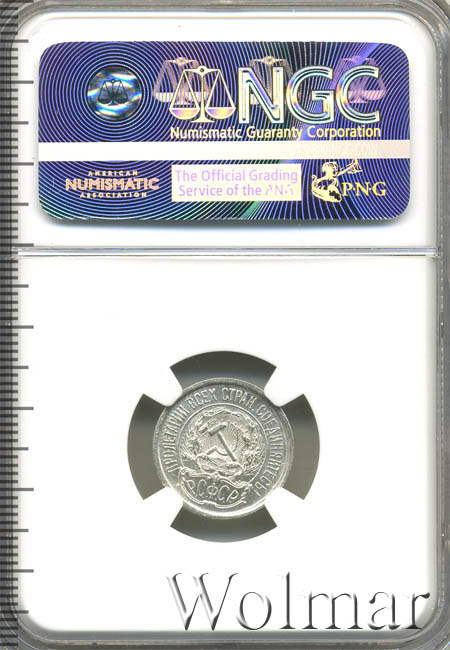 NGC
Numismatic Guaranty Corporation
AMERICAN
NUMISMATIC
ASSOCIATION
The Official Grading
Service of the ANA
PNG
ПРОЛЕТАРИИ ВСЕХ СТРАН, СОЕДИНЯЙТЕСЬ!
Р.С.Ф.С.Р.
Wolmar